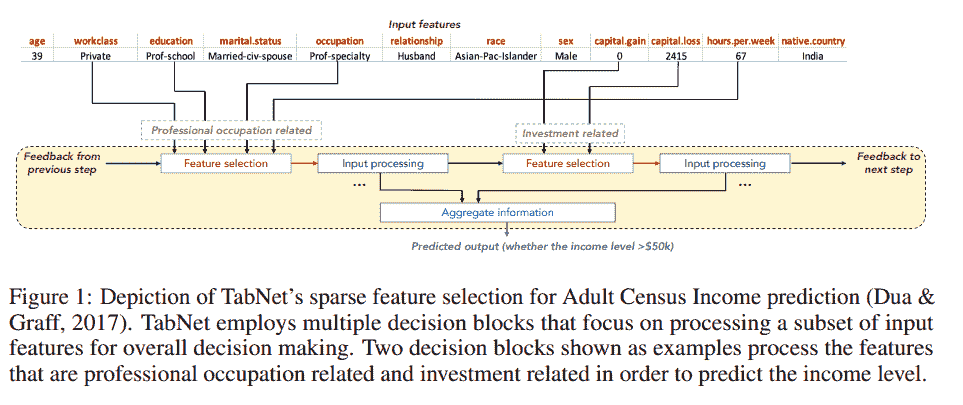 Input features
age workclass education marital.status occupation relationship race sex capital.gain capital.loss hours.per.week native.country
39 Private Prof-school Married-civ-spouse Prof-specialty Husband Asian-Pac-Islander Male 0 2415 67 India
Professional occupation related Investment related
Feedback from previous step
Feature selection Input processing Feature selection Input processing
Feedback to next step
... ...
Aggregate information
Predicted output (whether the income level >$50k)
Figure 1: Depiction of TabNet's sparse feature selection for Adult Census Income prediction (Dua &
Graff, 2017). TabNet employs multiple decision blocks that focus on processing a subset of input
features for overall decision making. Two decision blocks shown as examples process the features
that are professional occupation related and investment related in order to predict the income level.